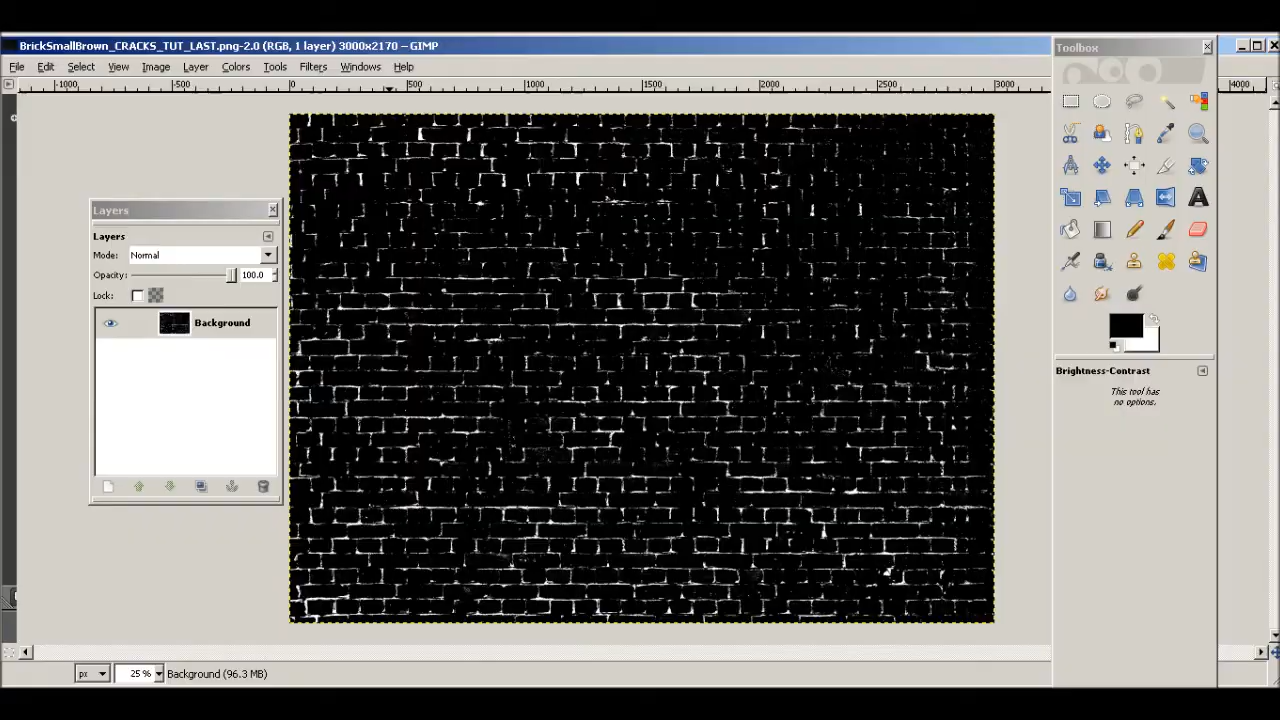 BrickSmallBrown_CRACKS_TUT_LAST.png-2.0 (RGB, 1 layer) 3000x2170 – GIMP
Toolbox
File Edit Select View Image Layer Colors Tools Filters Windows Help
-1000 -500 0 500 1000 1500 2000 2500 3000 4000
Layers
Layers
Mode: Normal
Opacity: 100.0
Lock:
Background
Brightness-Contrast
This tool has
no options.
px 25 % Background (96.3 MB)